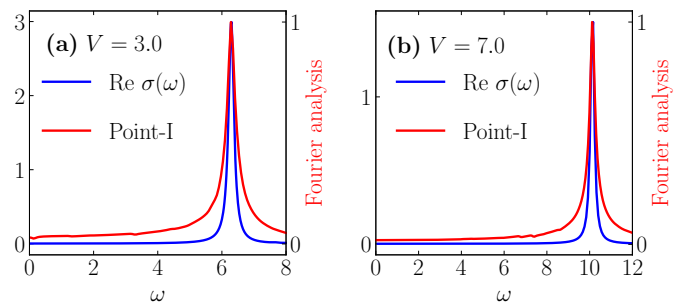 (a) V = 3.0
Re σ(ω)
Point-I
3
2
1
0
1
0
0
2
4
6
8
ω
Fourier analysis
(b) V = 7.0
Re σ(ω)
Point-I
1
0
1
0
0
2
4
6
8
10
12
ω
Fourier analysis